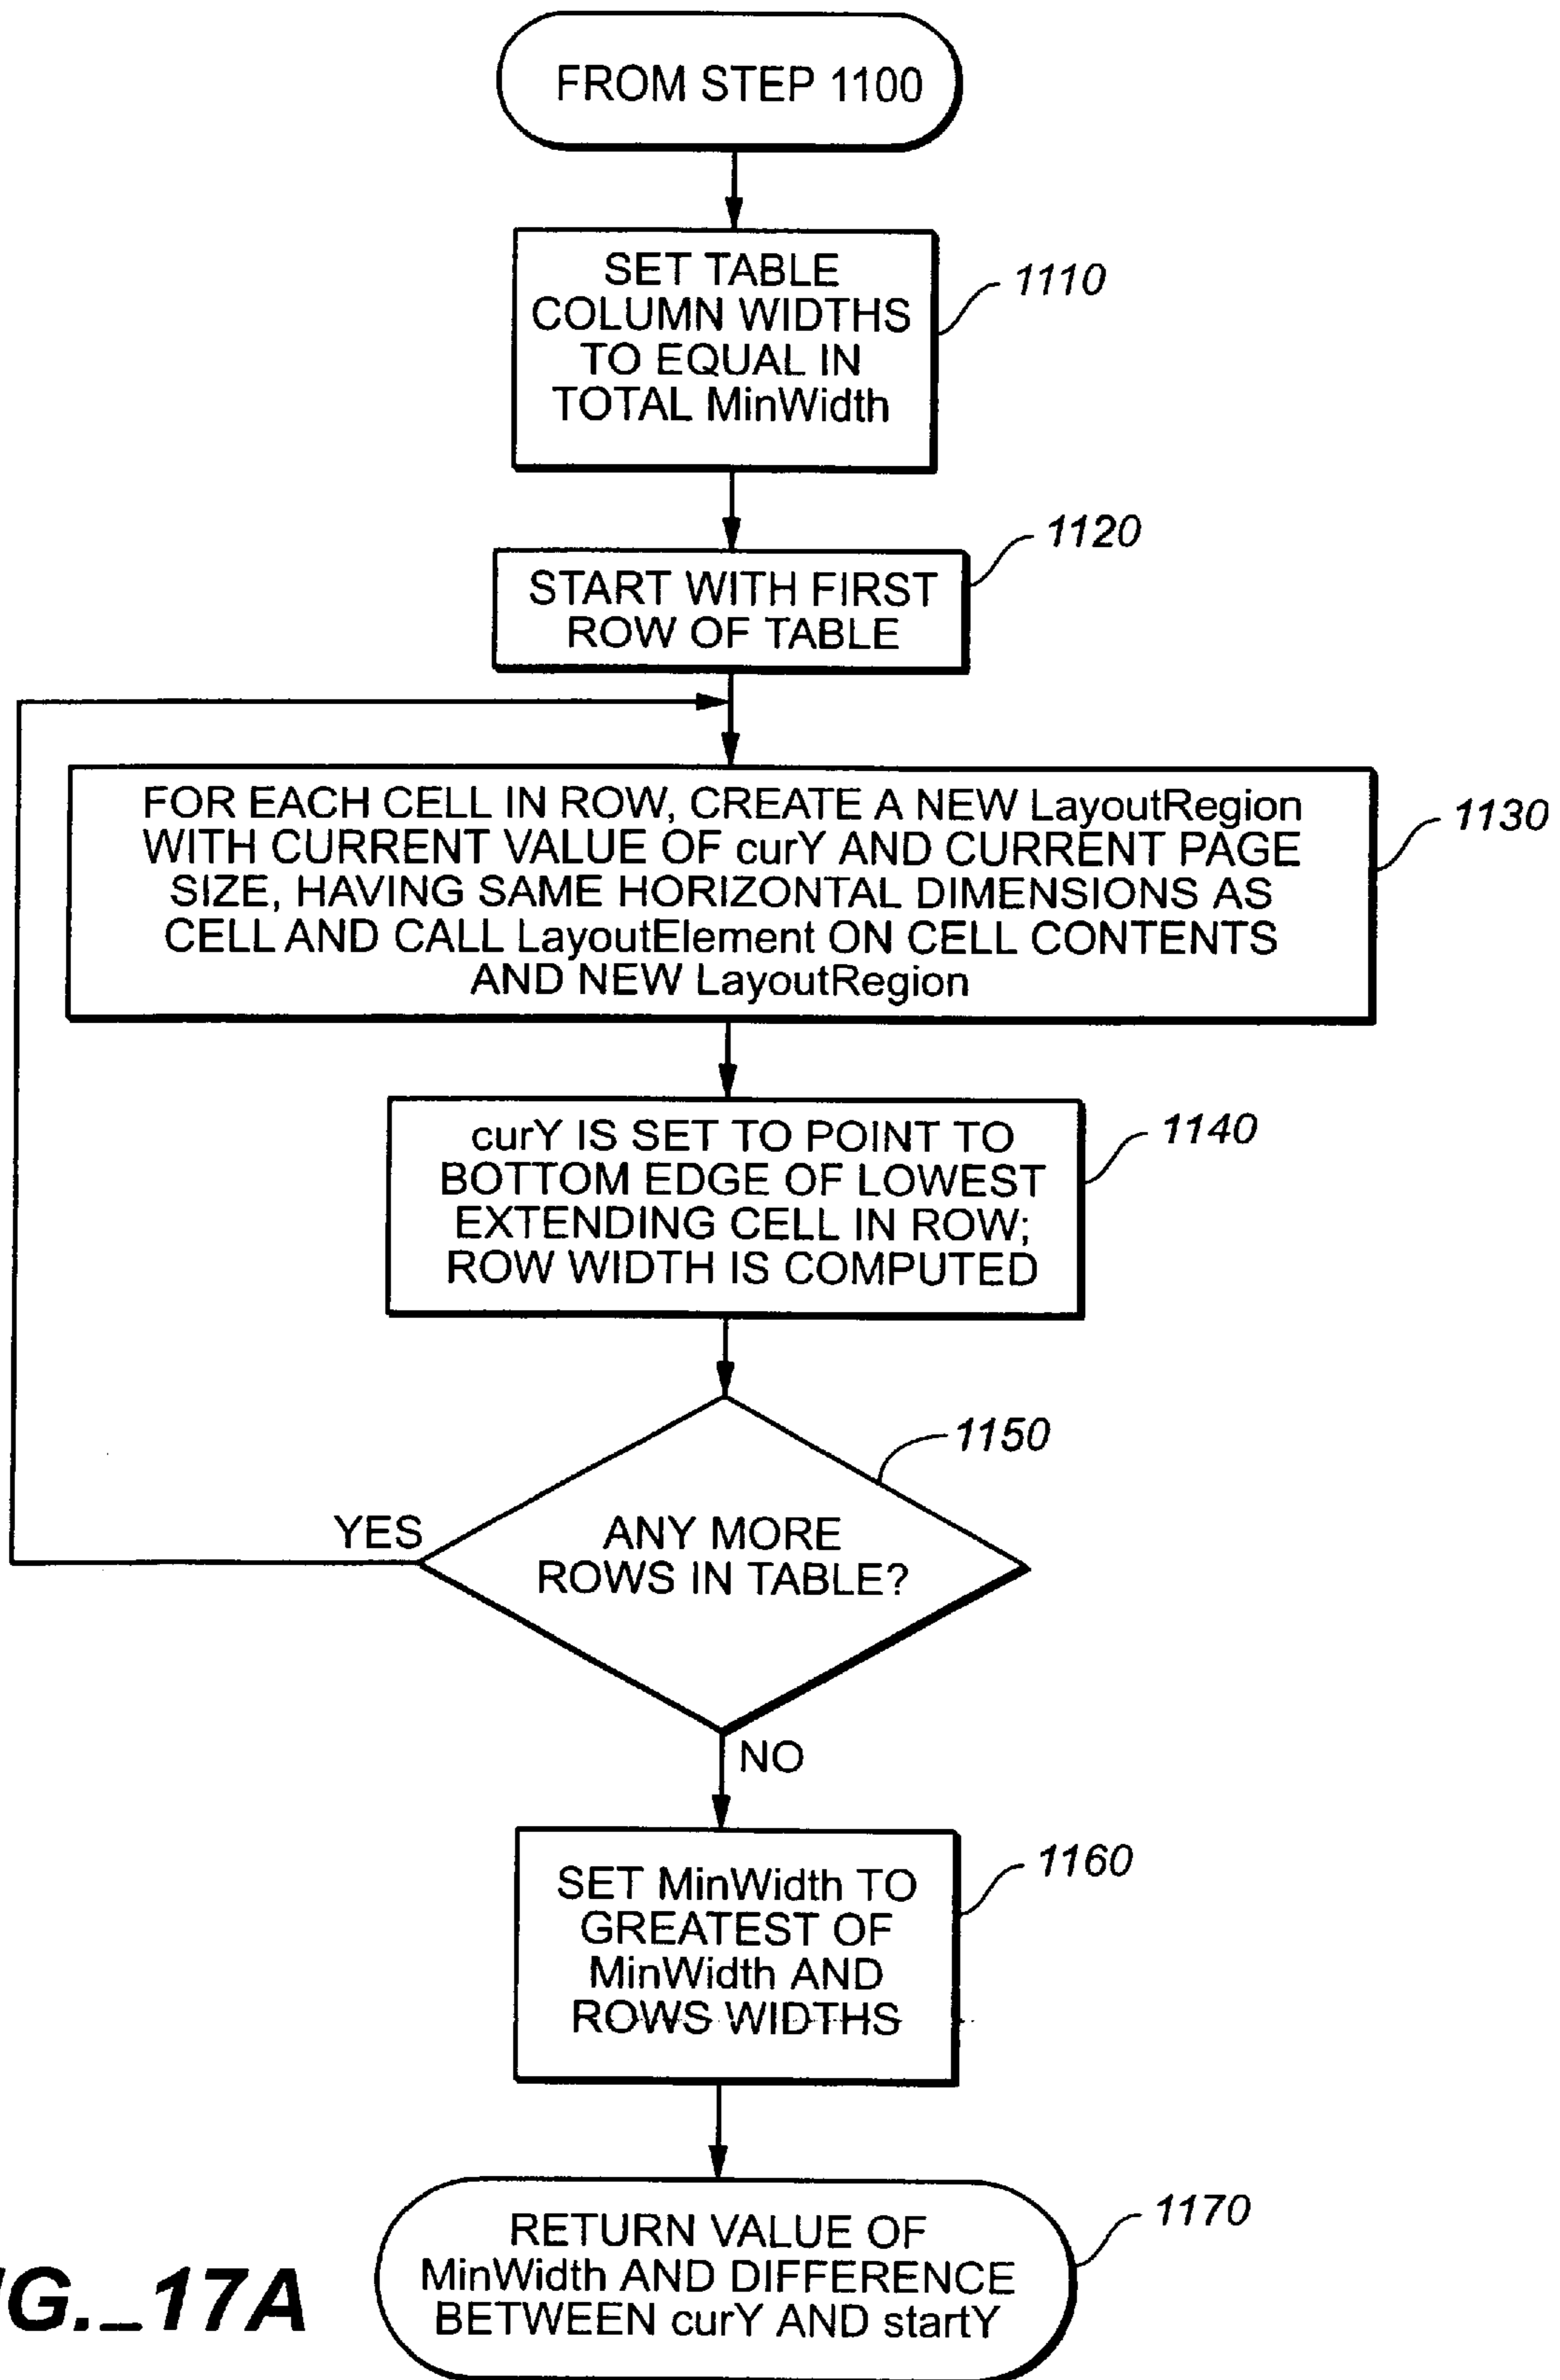 FROM STEP 1100
SET TABLE
COLUMN WIDTHS
TO EQUAL IN
TOTAL MinWidth
1110
START WITH FIRST
ROW OF TABLE
1120
FOR EACH CELL IN ROW, CREATE A NEW LayoutRegion
WITH CURRENT VALUE OF curY AND CURRENT PAGE
SIZE, HAVING SAME HORIZONTAL DIMENSIONS AS
CELL AND CALL LayoutElement ON CELL CONTENTS
AND NEW LayoutRegion
1130
curY IS SET TO POINT TO
BOTTOM EDGE OF LOWEST
EXTENDING CELL IN ROW;
ROW WIDTH IS COMPUTED
1140
ANY MORE
ROWS IN TABLE?
1150
YES
NO
SET MinWidth TO
GREATEST OF
MinWidth AND
ROWS WIDTHS
1160
RETURN VALUE OF
MinWidth AND DIFFERENCE
BETWEEN curY AND startY
1170
IG._17A